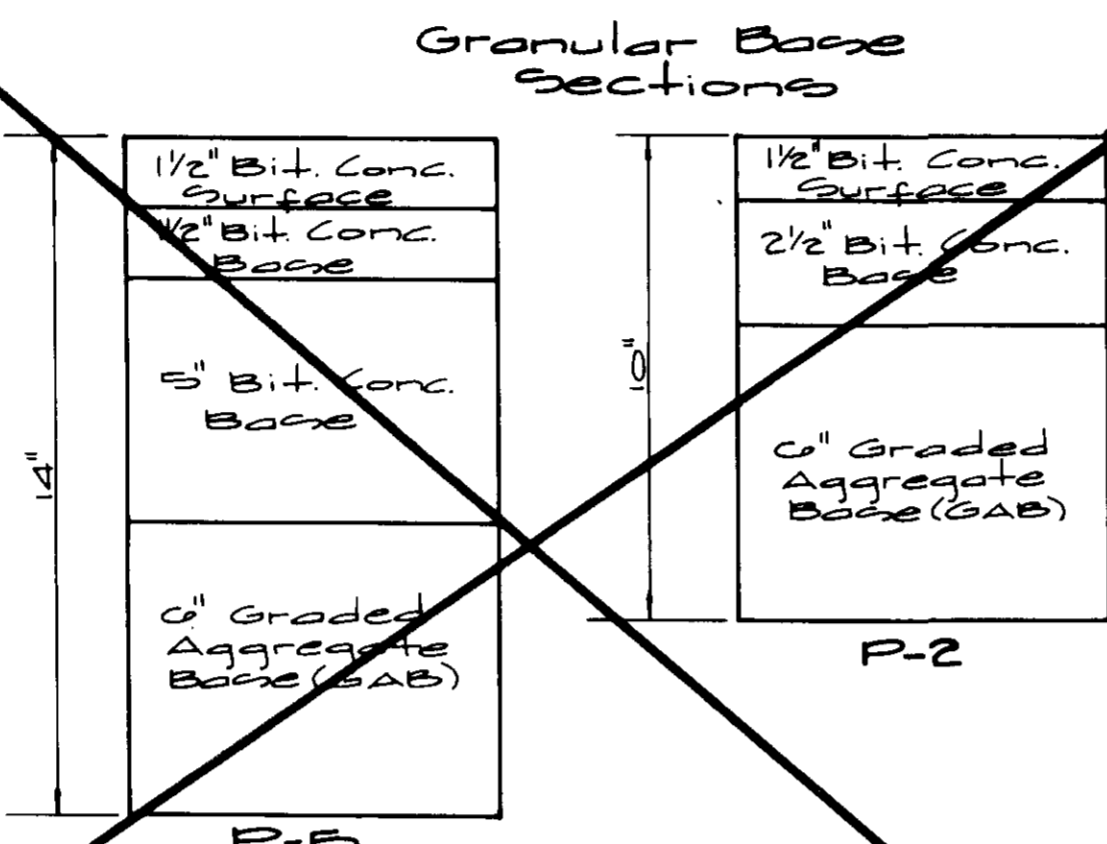 Granular Base
Sections
1½" Bit. Conc.
Surface
1½" Bit. Conc.
Base
5" Bit. Conc.
Base
6" Graded
Aggregate
Base (GAB)
14"
P-5
1½" Bit. Conc.
Surface
2½" Bit. Conc.
Base
6" Graded
Aggregate
Base (GAB)
10"
P-2